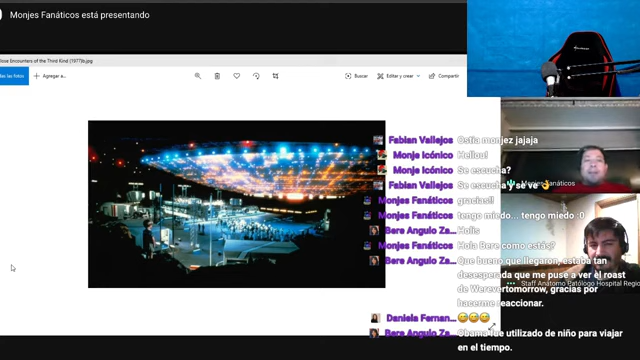 Monjes Fanáticos está presentando
lose Encounters of the Third Kind (1977)b.jpg
das las fotos
Agregar a...
Buscar
Editar y crear
Compartir
Fabian Vallejos Ostia monjez jajaja
Monje Icónico Hellou!
Monje Icónico Se escucha?
Fabian Vallejos Se escucha y se ve 👌
Monjes Fanáticos
Monjes Fanáticos gracias!!
Monjes Fanáticos tengo miedo... tengo miedo :0
Bere Angulo Za... Holis
Monjes Fanáticos Hola Bere como estás?
Bere Angulo Za... Que bueno que llegaron, estaba tan
desesperada que me puse a ver el roast
de Werevertomorrow, gracias por
hacerme reaccionar.
Staff Anatomo Patólogo Hospital Regio
Daniela Fernan... 😅😅😅
Bere Angulo Za... Obama fue utilizado de niño para viajar
en el tiempo.